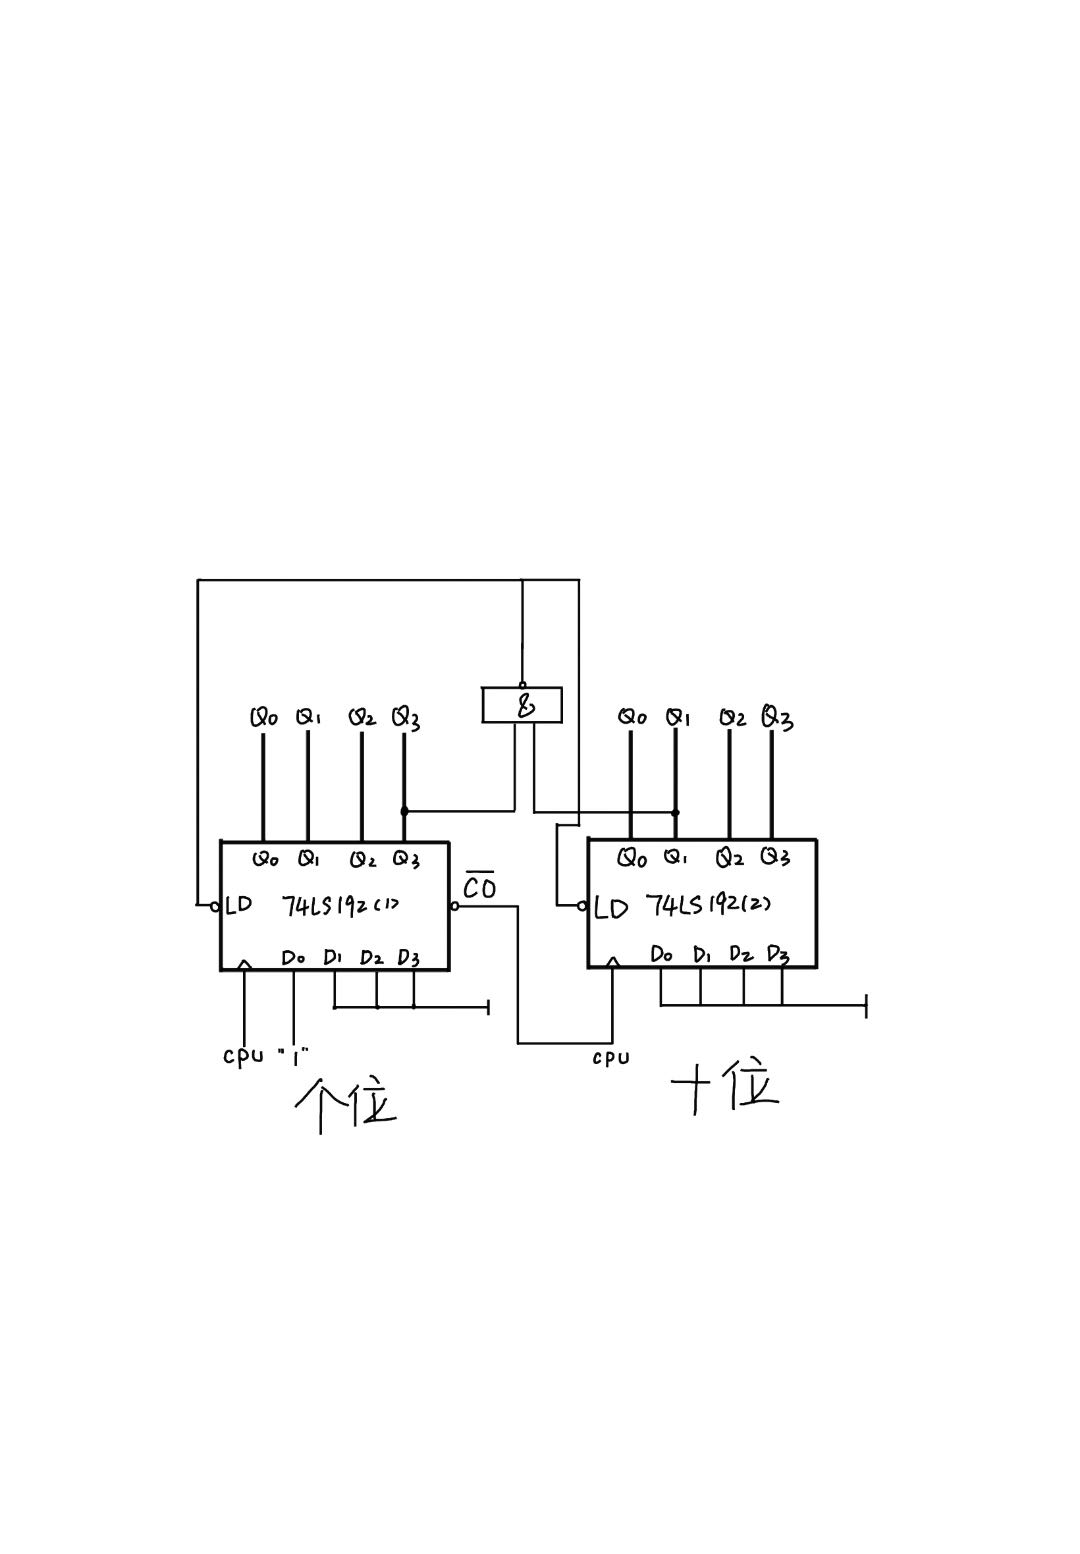 &
Q0 Q1 Q2 Q3 Q0 Q1 Q2 Q3
Q0 Q1 Q2 Q3 Q0 Q1 Q2 Q3
LD 74LS192(1) C̅O̅ LD 74LS192(2)
D0 D1 D2 D3 D0 D1 D2 D3
cpu "1" cpu
个位 十位